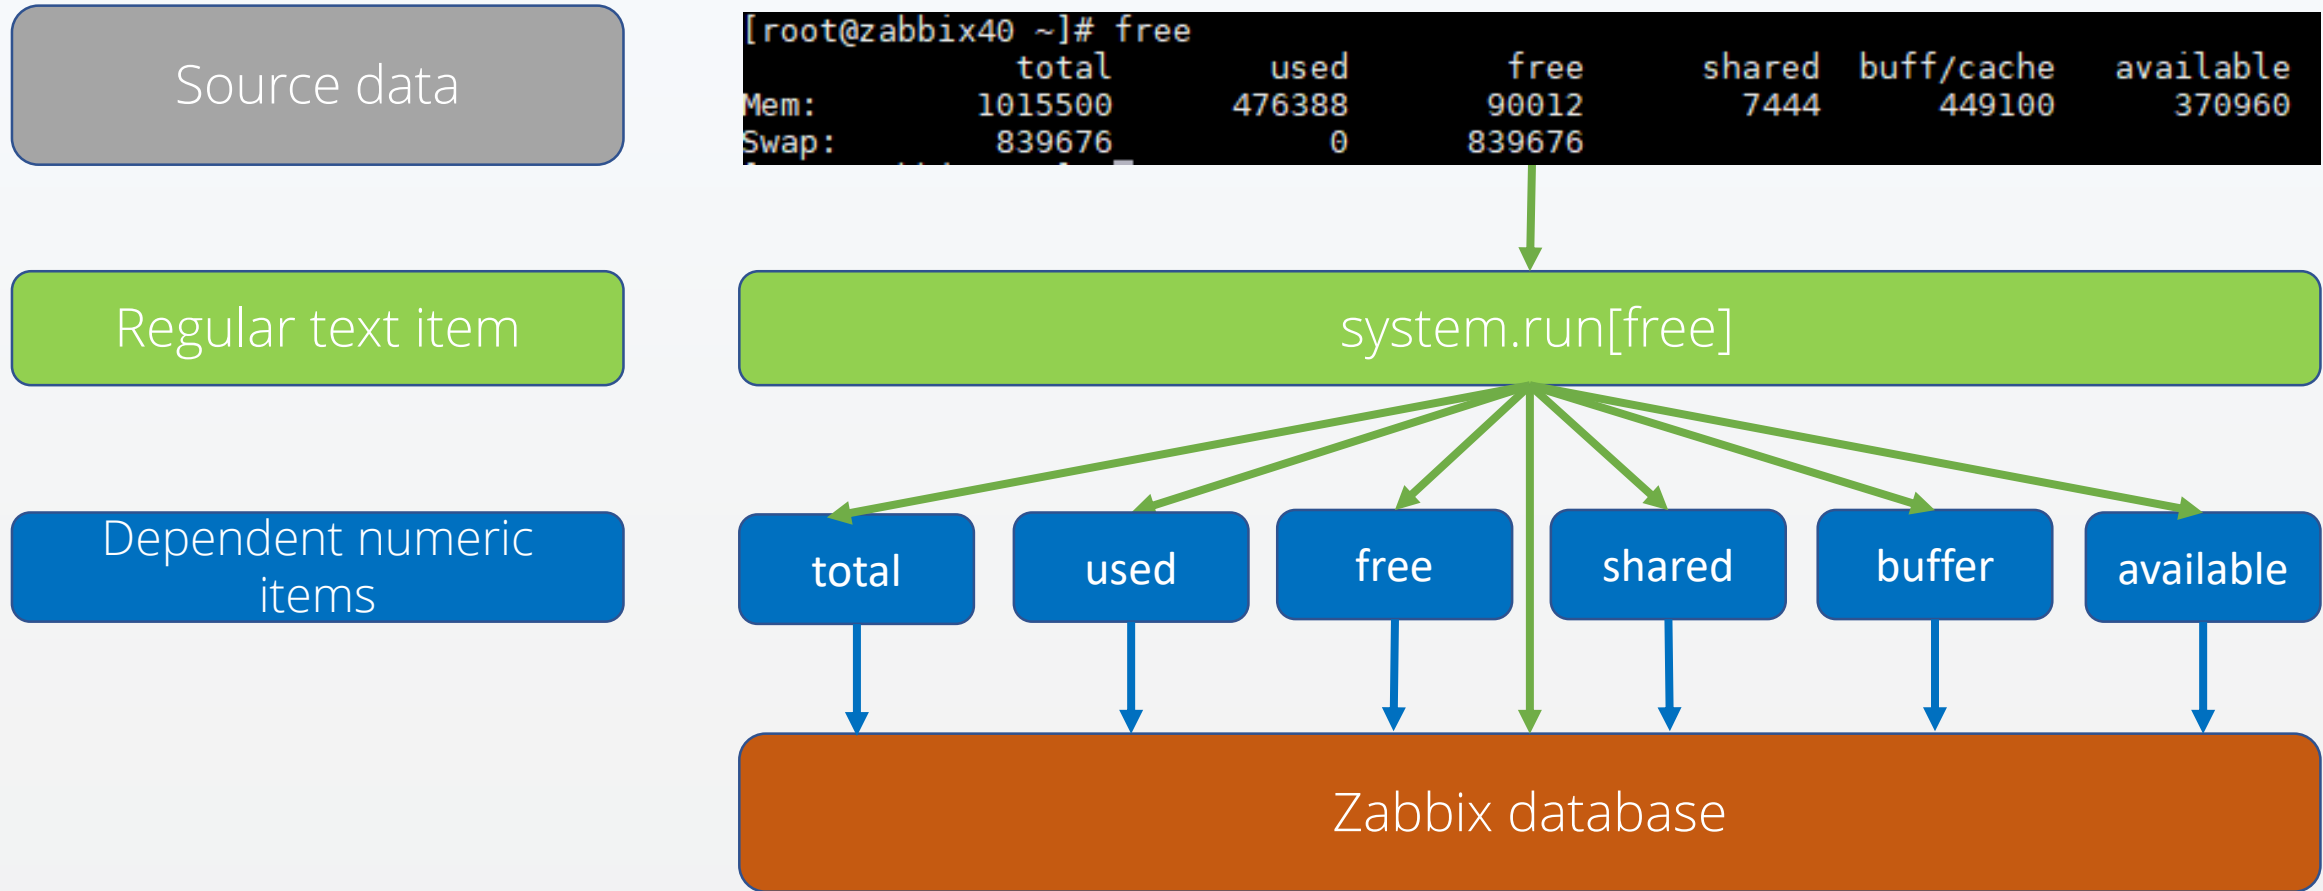 Source data
[root@zabbix40 ~]# free
total used free shared buff/cache available
Mem: 1015500 476388 90012 7444 449100 370960
Swap: 839676 0 839676
Regular text item
system.run[free]
Dependent numeric
items
total
used
free
shared
buffer
available
Zabbix database